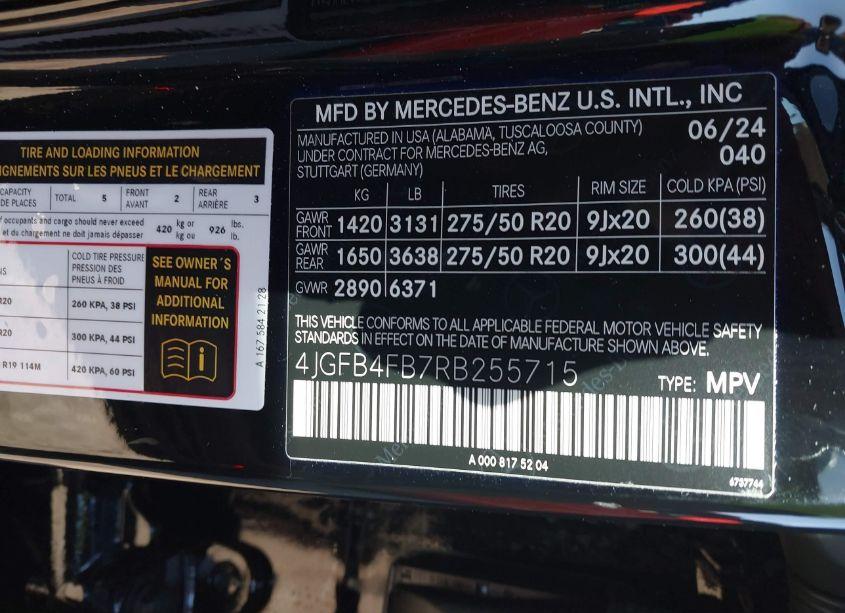 TIRE AND LOADING INFORMATION
IGNEMENTS SUR LES PNEUS ET LE CHARGEMENT
CAPACITY TOTAL 5 FRONT 2 REAR 3
DE PLACES AVANT ARRIÈRE
f occupants and cargo should never exceed 420 kg or 926 lbs.
et du chargement ne doit jamais dépasser kg ou lb.
COLD TIRE PRESSURE
PRESSION DES
PNEUS À FROID
R20 260 KPA, 38 PSI
R20 300 KPA, 44 PSI
R19 114M 420 KPA, 60 PSI
SEE OWNER´S
MANUAL FOR
ADDITIONAL
INFORMATION
A 167 584 21 28
MFD BY MERCEDES-BENZ U.S. INTL., INC
MANUFACTURED IN USA (ALABAMA, TUSCALOOSA COUNTY) 06/24
UNDER CONTRACT FOR MERCEDES-BENZ AG, 040
STUTTGART (GERMANY)
KG LB TIRES RIM SIZE COLD KPA (PSI)
GAWR FRONT 1420 3131 275/50 R20 9Jx20 260(38)
GAWR REAR 1650 3638 275/50 R20 9Jx20 300(44)
GVWR 2890 6371
THIS VEHICLE CONFORMS TO ALL APPLICABLE FEDERAL MOTOR VEHICLE SAFETY
STANDARDS IN EFFECT ON THE DATE OF MANUFACTURE SHOWN ABOVE.
4JGFB4FB7RB255715 TYPE: MPV
A 000 817 52 04
6737744